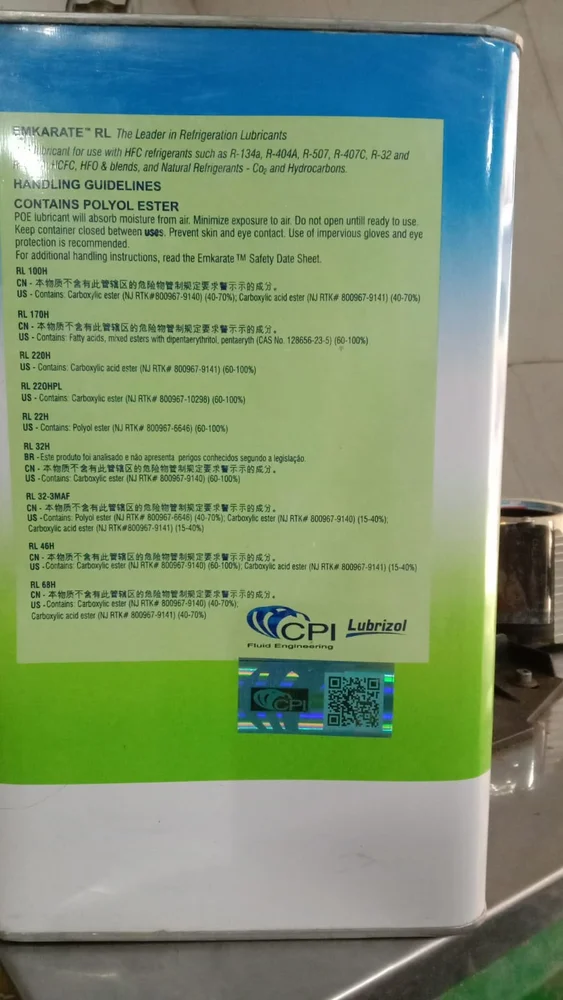 EMKARATE™ RL The Leader in Refrigeration Lubricants
lubricant for use with HFC refrigerants such as R-134a, R-404A, R-507, R-407C, R-32 and
HCFC, HFO & blends, and Natural Refrigerants - Co₂ and Hydrocarbons.
HANDLING GUIDELINES
CONTAINS POLYOL ESTER
POE lubricant will absorb moisture from air. Minimize exposure to air. Do not open untill ready to use.
Keep container closed between uses. Prevent skin and eye contact. Use of impervious gloves and eye
protection is recommended.
For additional handling instructions, read the Emkarate ™ Safety Date Sheet.
RL 100H
CN - 本物质不含有此管辖区的危险物管制规定要求警示示的成分。
US - Contains: Carboxylic ester (NJ RTK#800967-9140) (40-70%); Carboxylic acid ester (NJ RTK# 800967-9141) (40-70%)
RL 170H
CN - 本物质不含有此管辖区的危险物管制规定要求警示示的成分。
US - Contains: Fatty acids, mixed esters with dipentaerythritol, pentaeryth (CAS No. 128656-23-5) (60-100%)
RL 220H
US - Contains: Carboxylic acid ester (NJ RTK# 800967-9141) (60-100%)
RL 220HPL
US - Contains: Carboxylic ester (NJ RTK# 800967-10298) (60-100%)
RL 22H
US - Contains: Polyol ester (NJ RTK# 800967-6646) (60-100%)
RL 32H
BR -Este produto foi analisado e não apresenta perigos conhecidos segundo a legislação.
CN - 本物质不含有此管辖区的危险物管制规定要求警示示的成分。
US -Contains: Carboxylic ester (NJ RTK# 800967-9140) (60-100%)
RL 32-3MAF
CN - 本物质不含有此管辖区的危险物管制规定要求警示示的成分。
US - Contains: Polyol ester (NJ RTK# 800967-6646) (40-70%); Carboxylic ester (NJ RTK# 800967-9140) (15-40%);
Carboxylic acid ester (NJ RTK#800967-9141) (15-40%)
RL 46H
CN - 本物质不含有此管辖区的危险物管制规定要求警示示的成分。
US -Contains: Carboxylic ester (NJ RTK# 800967-9140) (60-100%); Carboxylic acid ester (NJ RTK# 800967-9141) (15-40%)
RL 68H
CN - 本物质不含有此管辖区的危险物管制规定要求警示示的成分。
US -Contains: Carboxylic ester (NJ RTK# 800967-9140) (40-70%);
Carboxylic acid ester (NJ RTK# 800967-9141) (40-70%)
CPI Lubrizol
Fluid Engineering
CPI